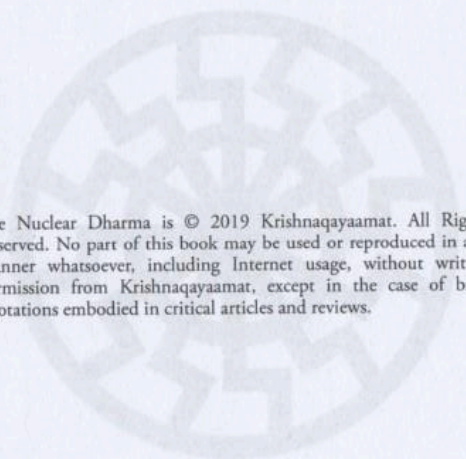 e Nuclear Dharma is © 2019 Krishnaqayaamat. All Rig
served. No part of this book may be used or reproduced in a
nner whatsoever, including Internet usage, without writ
rmission from Krishnaqayaamat, except in the case of b
otations embodied in critical articles and reviews.